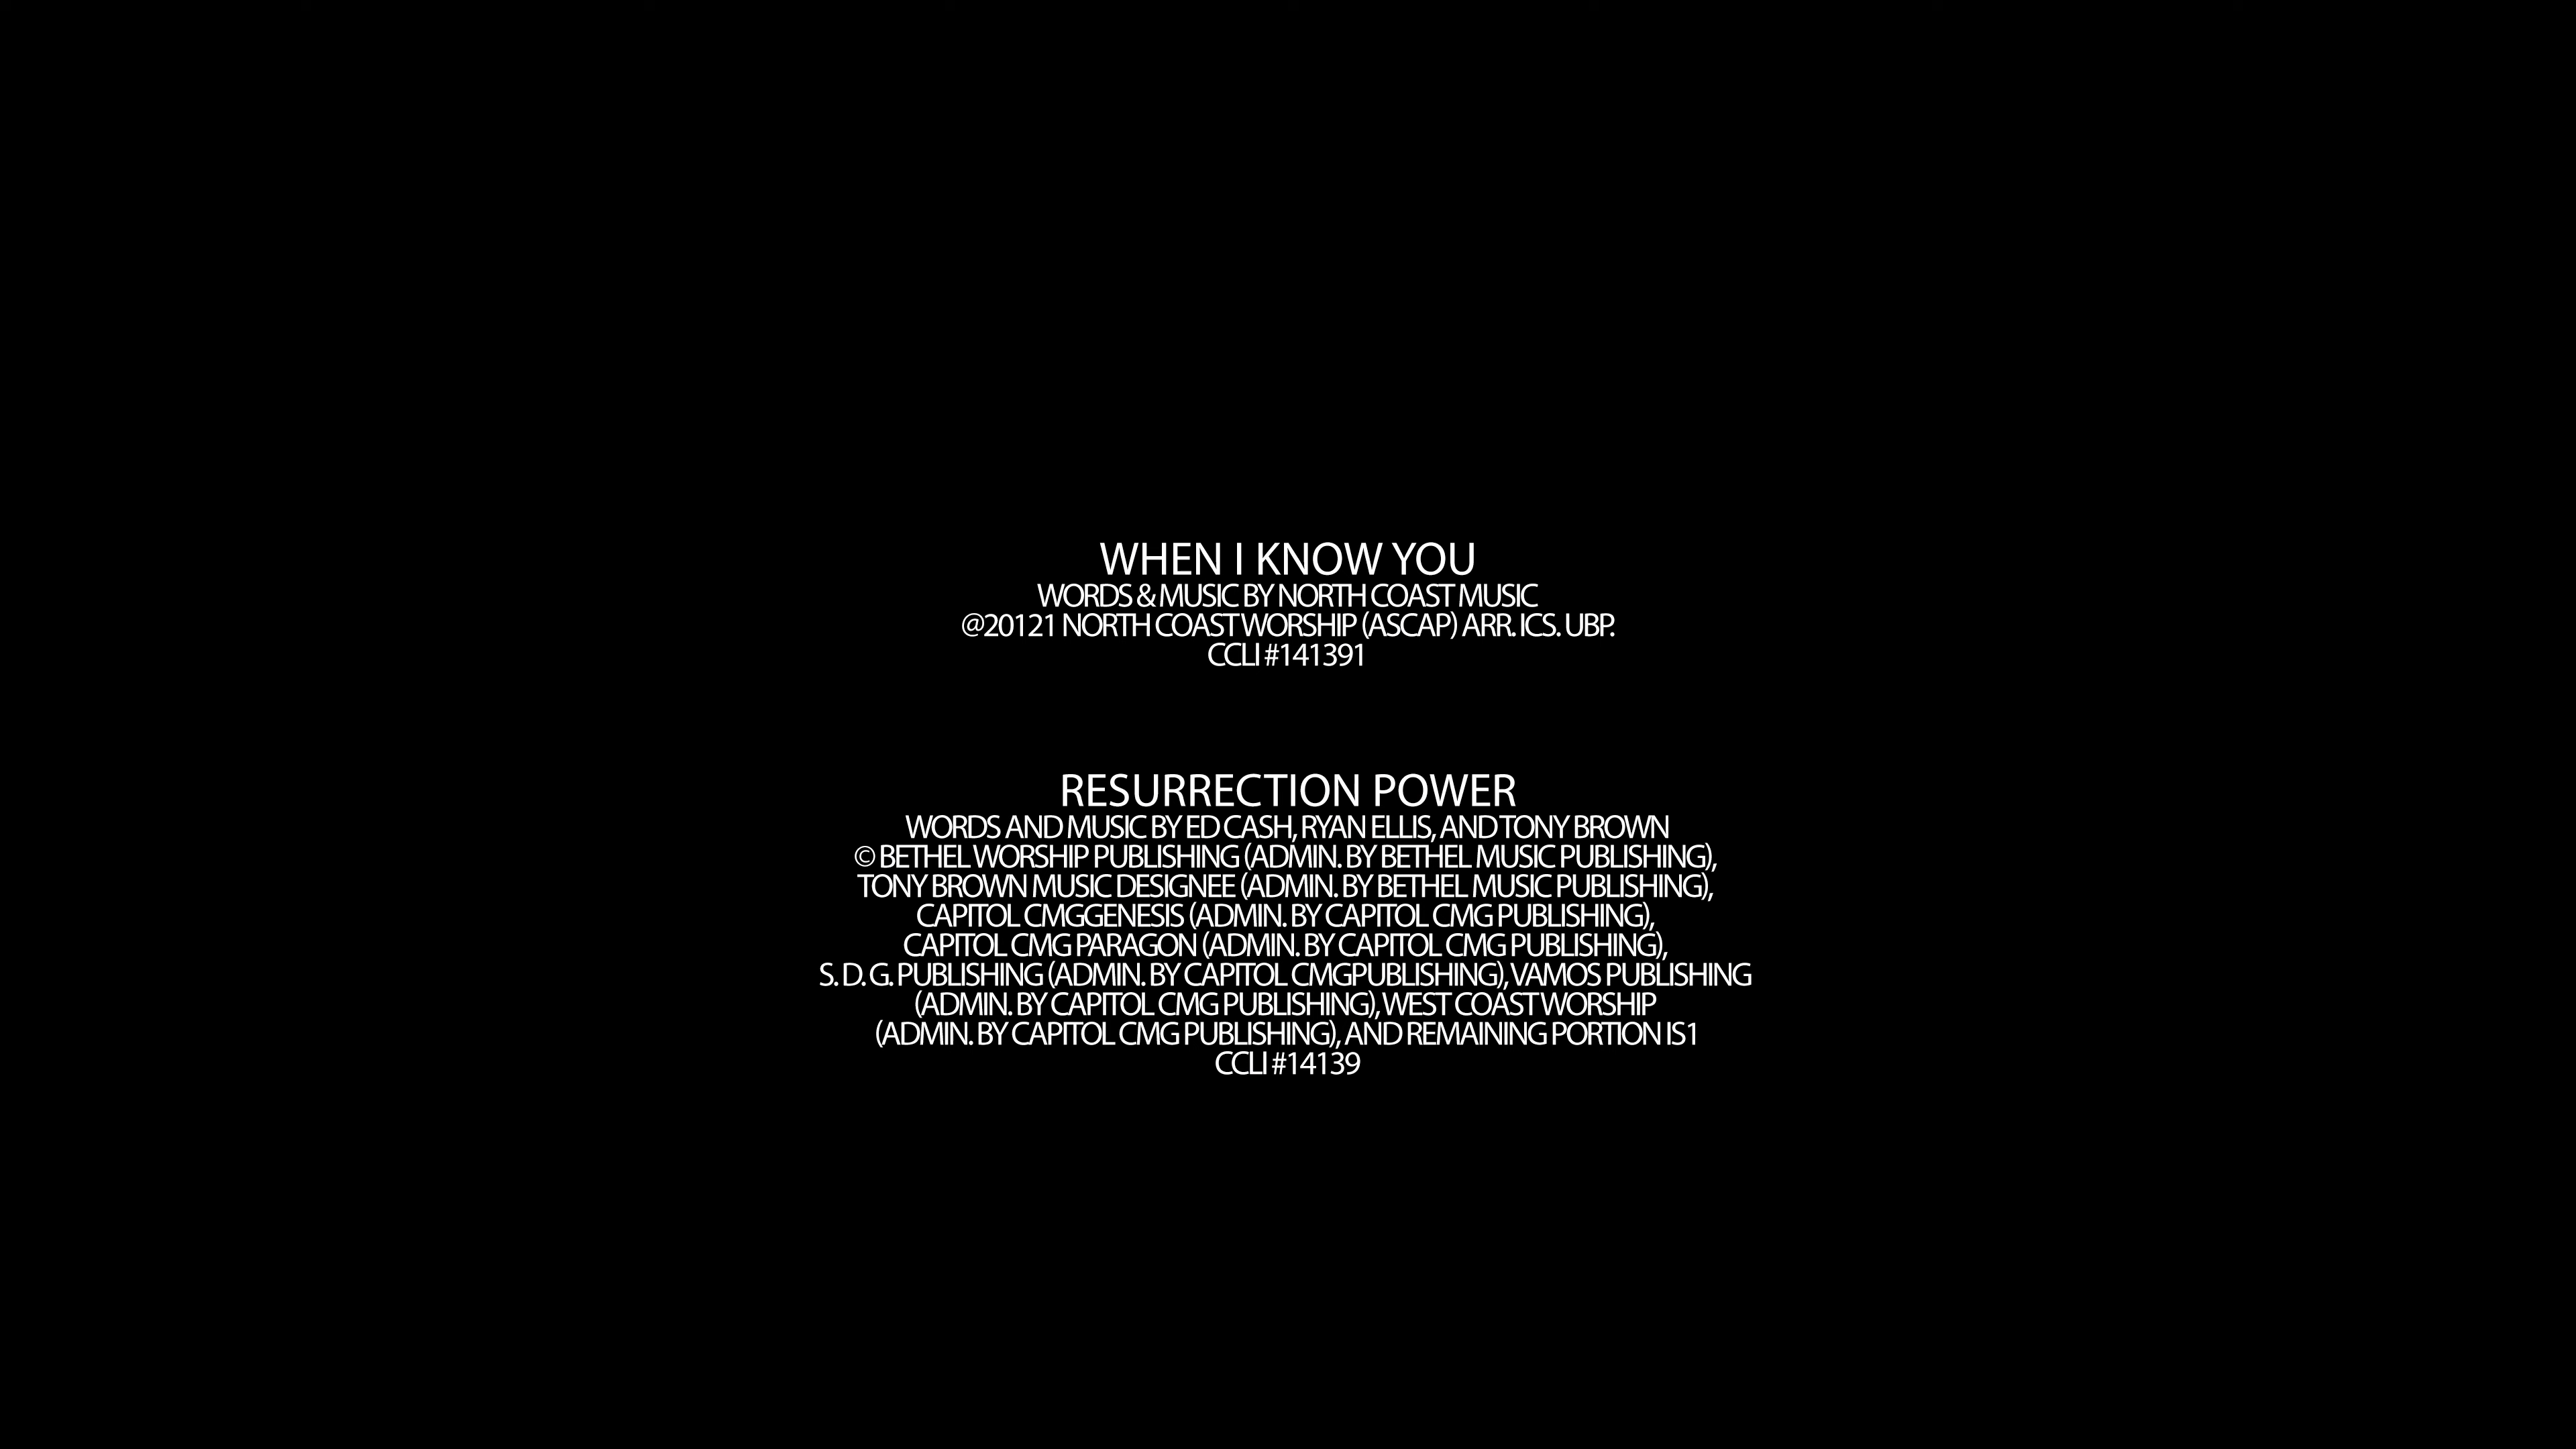 WHEN I KNOW YOU
WORDS & MUSIC BY NORTH COAST MUSIC
@20121 NORTH COAST WORSHIP (ASCAP) ARR. ICS. UBP.
CCLI #141391
RESURRECTION POWER
WORDS AND MUSIC BY ED CASH, RYAN ELLIS, AND TONY BROWN
© BETHEL WORSHIP PUBLISHING (ADMIN. BY BETHEL MUSIC PUBLISHING),
TONY BROWN MUSIC DESIGNEE (ADMIN. BY BETHEL MUSIC PUBLISHING),
CAPITOL CMGGENESIS (ADMIN. BY CAPITOL CMG PUBLISHING),
CAPITOL CMG PARAGON (ADMIN. BY CAPITOL CMG PUBLISHING),
S. D. G. PUBLISHING (ADMIN. BY CAPITOL CMGPUBLISHING), VAMOS PUBLISHING
(ADMIN. BY CAPITOL CMG PUBLISHING), WEST COAST WORSHIP
(ADMIN. BY CAPITOL CMG PUBLISHING), AND REMAINING PORTION IS1
CCLI #14139